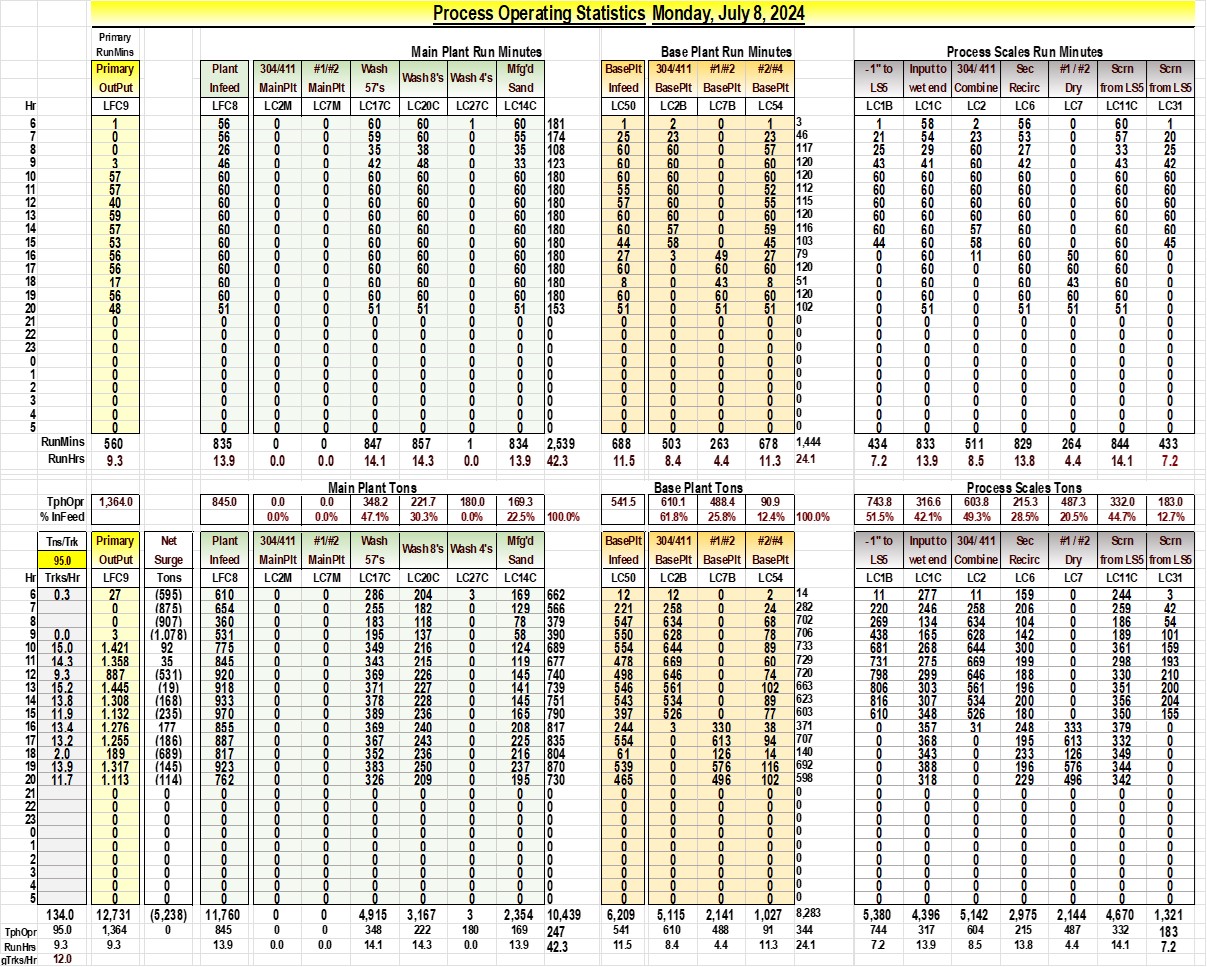 Process Operating Statistics Monday, July 8, 2024
Primary
RunMins Main Plant Run Minutes Base Plant Run Minutes Process Scales Run Minutes
Primary Plant 304/411 #1/#2 Wash Wash 8's Wash 4's Mfg'd BasePlt 304/411 #1/#2 #2/#4 -1" to Input to 304/ 411 Sec #1 / #2 Scrn Scrn
OutPut Infeed MainPlt MainPlt 57's Sand Infeed BasePlt BasePlt BasePlt LS5 wet end Combine Recirc Dry from LS5 from LS5
Hr LFC9 LFC8 LC2M LC7M LC17C LC20C LC27C LC14C LC50 LC2B LC7B LC54 LC1B LC1C LC2 LC6 LC7 LC11C LC31
6 1 56 0 0 60 60 1 60 181 1 2 0 1 3 1 58 2 56 0 60 1
7 0 56 0 0 59 60 0 55 174 25 23 0 23 46 21 54 23 53 0 57 20
8 0 26 0 0 35 38 0 35 108 60 60 0 57 117 25 29 60 27 0 33 25
9 3 46 0 0 42 48 0 33 123 60 60 0 60 120 43 41 60 42 0 43 42
10 57 60 0 0 60 60 0 60 180 60 60 0 60 120 60 60 60 60 0 60 60
11 57 60 0 0 60 60 0 60 180 55 60 0 52 112 60 60 60 60 0 60 60
12 40 60 0 0 60 60 0 60 180 57 60 0 55 115 60 60 60 60 0 60 60
13 59 60 0 0 60 60 0 60 180 60 60 0 60 120 60 60 60 60 0 60 60
14 57 60 0 0 60 60 0 60 180 60 57 0 59 116 60 60 57 60 0 60 60
15 53 60 0 0 60 60 0 60 180 44 58 0 45 103 44 60 58 60 0 60 45
16 56 60 0 0 60 60 0 60 180 27 3 49 27 79 0 60 11 60 50 60 0
17 56 60 0 0 60 60 0 60 180 60 0 60 60 120 0 60 0 60 60 60 0
18 17 60 0 0 60 60 0 60 180 8 0 43 8 51 0 60 0 60 43 60 0
19 56 60 0 0 60 60 0 60 180 60 0 60 60 120 0 60 0 60 60 60 0
20 48 51 0 0 51 51 0 51 153 51 0 51 51 102 0 51 0 51 51 51 0
21 0 0 0 0 0 0 0 0 0 0 0 0 0 0 0 0 0 0 0 0 0
22 0 0 0 0 0 0 0 0 0 0 0 0 0 0 0 0 0 0 0 0 0
23 0 0 0 0 0 0 0 0 0 0 0 0 0 0 0 0 0 0 0 0 0
0 0 0 0 0 0 0 0 0 0 0 0 0 0 0 0 0 0 0 0 0 0
1 0 0 0 0 0 0 0 0 0 0 0 0 0 0 0 0 0 0 0 0 0
2 0 0 0 0 0 0 0 0 0 0 0 0 0 0 0 0 0 0 0 0 0
3 0 0 0 0 0 0 0 0 0 0 0 0 0 0 0 0 0 0 0 0 0
4 0 0 0 0 0 0 0 0 0 0 0 0 0 0 0 0 0 0 0 0 0
5 0 0 0 0 0 0 0 0 0 0 0 0 0 0 0 0 0 0 0 0 0
RunMins 560 835 0 0 847 857 1 834 2,539 688 503 263 678 1,444 434 833 511 829 264 844 433
RunHrs 9.3 13.9 0.0 0.0 14.1 14.3 0.0 13.9 42.3 11.5 8.4 4.4 11.3 24.1 7.2 13.9 8.5 13.8 4.4 14.1 7.2
Main Plant Tons Base Plant Tons Process Scales Tons
TphOpr 1,364.0 845.0 0.0 0.0 348.2 221.7 180.0 169.3 541.5 610.1 488.4 90.9 743.8 316.6 603.8 215.3 487.3 332.0 183.0
% InFeed 0.0% 0.0% 47.1% 30.3% 0.0% 22.5% 100.0% 61.8% 25.8% 12.4% 100.0% 51.5% 42.1% 49.3% 28.5% 20.5% 44.7% 12.7%
Tns/Trk Primary Net Plant 304/411 #1/#2 Wash Wash 8's Wash 4's Mfg'd BasePlt 304/411 #1/#2 #2/#4 -1" to Input to 304/ 411 Sec #1 / #2 Scrn Scrn
95.0 OutPut Surge Infeed MainPlt MainPlt 57's Sand Infeed BasePlt BasePlt BasePlt LS5 wet end Combine Recirc Dry from LS5 from LS5
Hr Trks/Hr LFC9 Tons LFC8 LC2M LC7M LC17C LC20C LC27C LC14C LC50 LC2B LC7B LC54 LC1B LC1C LC2 LC6 LC7 LC11C LC31
6 0.3 27 (595) 610 0 0 286 204 3 169 662 12 12 0 2 14 11 277 11 159 0 244 3
7 0 (875) 654 0 0 255 182 0 129 566 221 258 0 24 282 220 246 258 206 0 259 42
8 0 (907) 360 0 0 183 118 0 78 379 547 634 0 68 702 269 134 634 104 0 186 54
9 0.0 3 (1,078) 531 0 0 195 137 0 58 390 550 628 0 78 706 438 165 628 142 0 189 101
10 15.0 1,421 92 775 0 0 349 216 0 124 689 554 644 0 89 733 681 268 644 300 0 361 159
11 14.3 1,358 35 845 0 0 343 215 0 119 677 478 669 0 60 729 731 275 669 199 0 298 193
12 9.3 887 (531) 920 0 0 369 226 0 145 740 498 646 0 74 720 798 299 646 188 0 330 210
13 15.2 1,445 (19) 918 0 0 371 227 0 141 739 546 561 0 102 663 806 303 561 196 0 351 200
14 13.8 1,308 (168) 933 0 0 378 228 0 145 751 543 534 0 89 623 816 307 534 200 0 356 204
15 11.9 1,132 (235) 970 0 0 389 236 0 165 790 397 526 0 77 603 610 348 526 180 0 350 155
16 13.4 1,276 177 855 0 0 369 240 0 208 817 244 3 330 38 371 0 357 31 248 333 379 0
17 13.2 1,255 (186) 887 0 0 367 243 0 225 835 554 0 613 94 707 0 368 0 195 613 332 0
18 2.0 189 (689) 817 0 0 352 236 0 216 804 61 0 126 14 140 0 343 0 233 126 349 0
19 13.9 1,317 (145) 923 0 0 383 250 0 237 870 539 0 576 116 692 0 388 0 196 576 344 0
20 11.7 1,113 (114) 762 0 0 326 209 0 195 730 465 0 496 102 598 0 318 0 229 496 342 0
21 0 0 0 0 0 0 0 0 0 0 0 0 0 0 0 0 0 0 0 0 0 0
22 0 0 0 0 0 0 0 0 0 0 0 0 0 0 0 0 0 0 0 0 0 0
23 0 0 0 0 0 0 0 0 0 0 0 0 0 0 0 0 0 0 0 0 0 0
0 0 0 0 0 0 0 0 0 0 0 0 0 0 0 0 0 0 0 0 0 0 0
1 0 0 0 0 0 0 0 0 0 0 0 0 0 0 0 0 0 0 0 0 0 0
2 0 0 0 0 0 0 0 0 0 0 0 0 0 0 0 0 0 0 0 0 0 0
3 0 0 0 0 0 0 0 0 0 0 0 0 0 0 0 0 0 0 0 0 0 0
4 0 0 0 0 0 0 0 0 0 0 0 0 0 0 0 0 0 0 0 0 0 0
5 0 0 0 0 0 0 0 0 0 0 0 0 0 0 0 0 0 0 0 0 0 0
134.0 12,731 (5,238) 11,760 0 0 4,915 3,167 3 2,354 10,439 6,209 5,115 2,141 1,027 8,283 5,380 4,396 5,142 2,975 2,144 4,670 1,321
TphOpr 95.0 1,364 0 845 0 0 348 222 180 169 247 541 610 488 91 344 744 317 604 215 487 332 183
RunHrs 9.3 9.3 13.9 0.0 0.0 14.1 14.3 0.0 13.9 42.3 11.5 8.4 4.4 11.3 24.1 7.2 13.9 8.5 13.8 4.4 14.1 7.2
gTrks/Hr 12.0